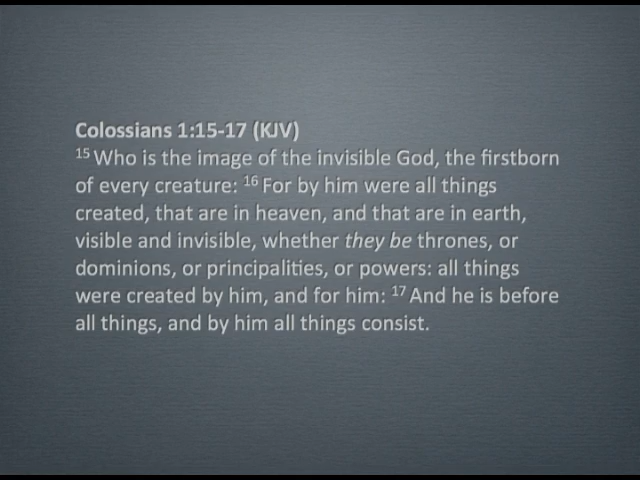 Colossians 1:15-17 (KJV)
15 Who is the image of the invisible God, the firstborn
of every creature: 16 For by him were all things
created, that are in heaven, and that are in earth,
visible and invisible, whether they be thrones, or
dominions, or principalities, or powers: all things
were created by him, and for him: 17 And he is before
all things, and by him all things consist.